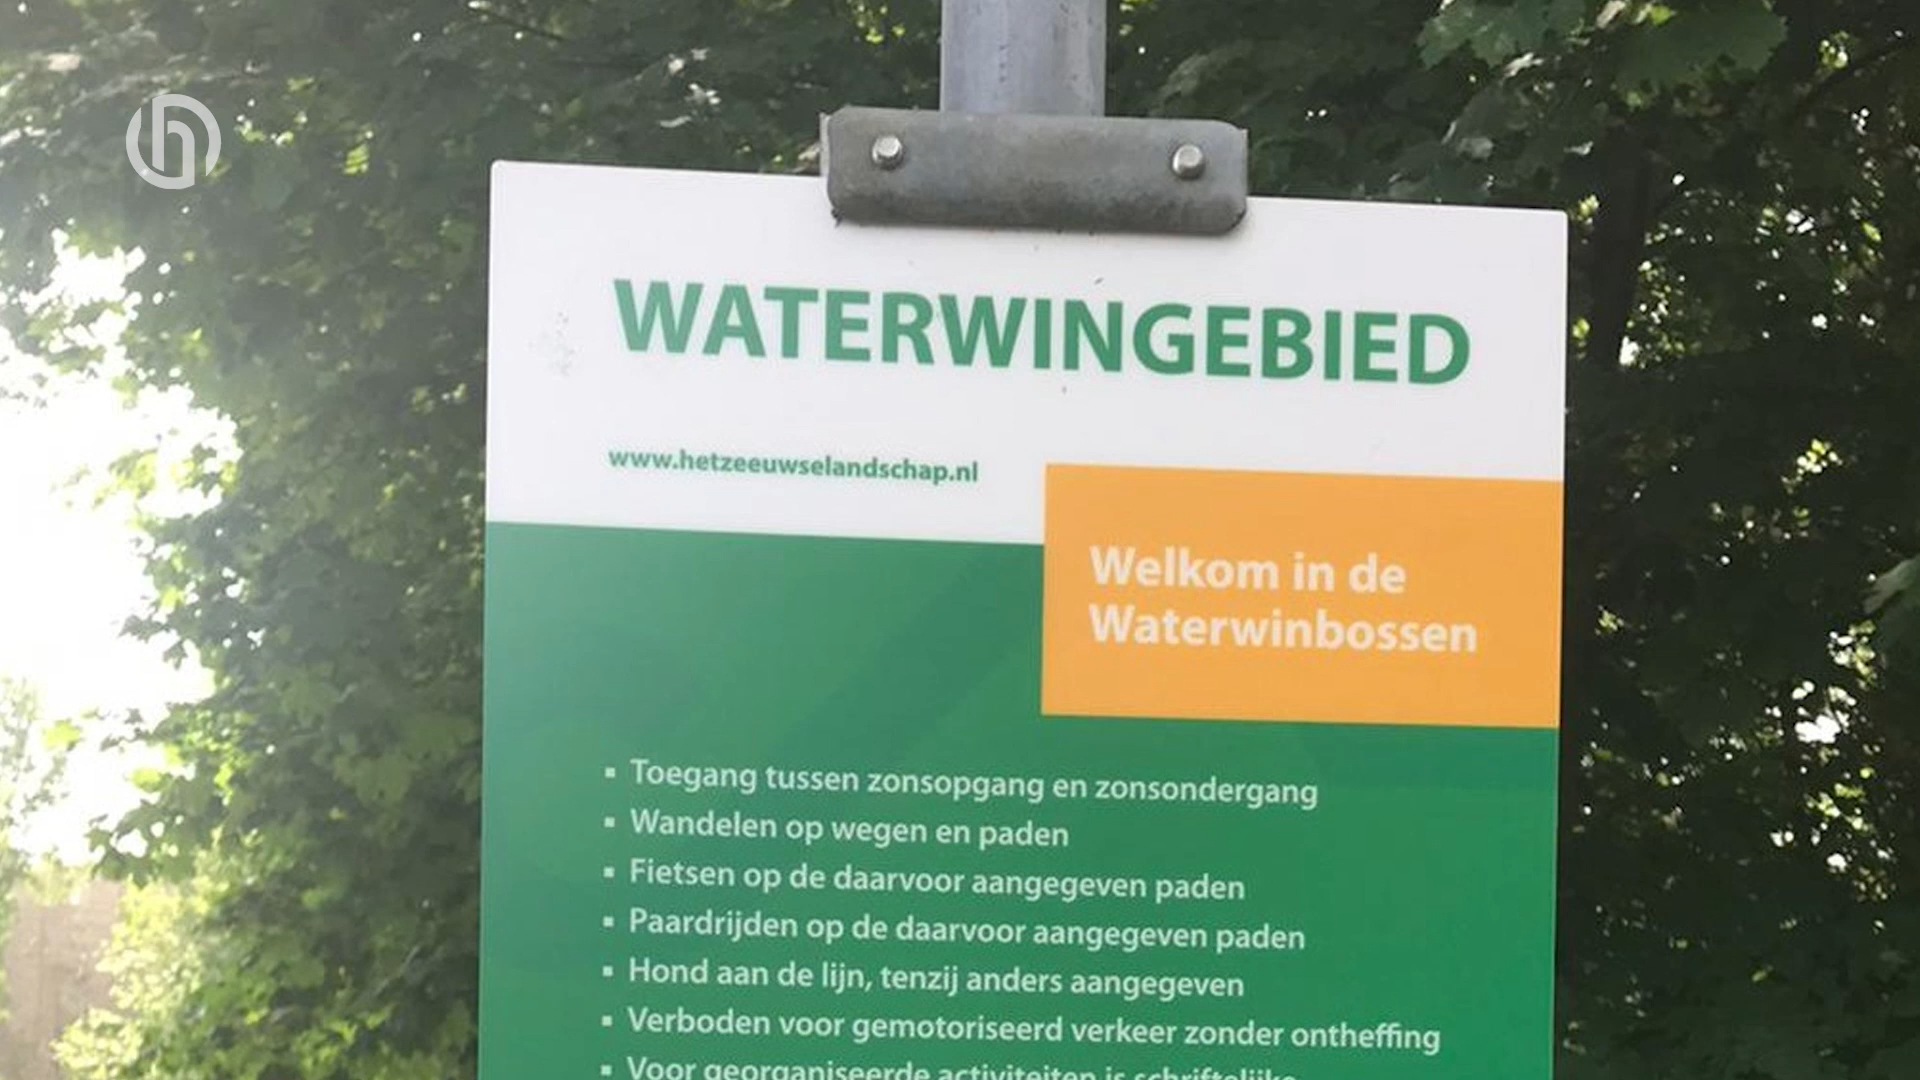 WATERWINGEBIED
www.hetzeeuwselandschap.nl
Welkom in de
Waterwinbossen
▪ Toegang tussen zonsopgang en zonsondergang
▪ Wandelen op wegen en paden
▪ Fietsen op de daarvoor aangegeven paden
▪ Paardrijden op de daarvoor aangegeven paden
▪ Hond aan de lijn, tenzij anders aangegeven
▪ Verboden voor gemotoriseerd verkeer zonder ontheffing
▪ Voor georganiseerde activiteiten is schriftelijke